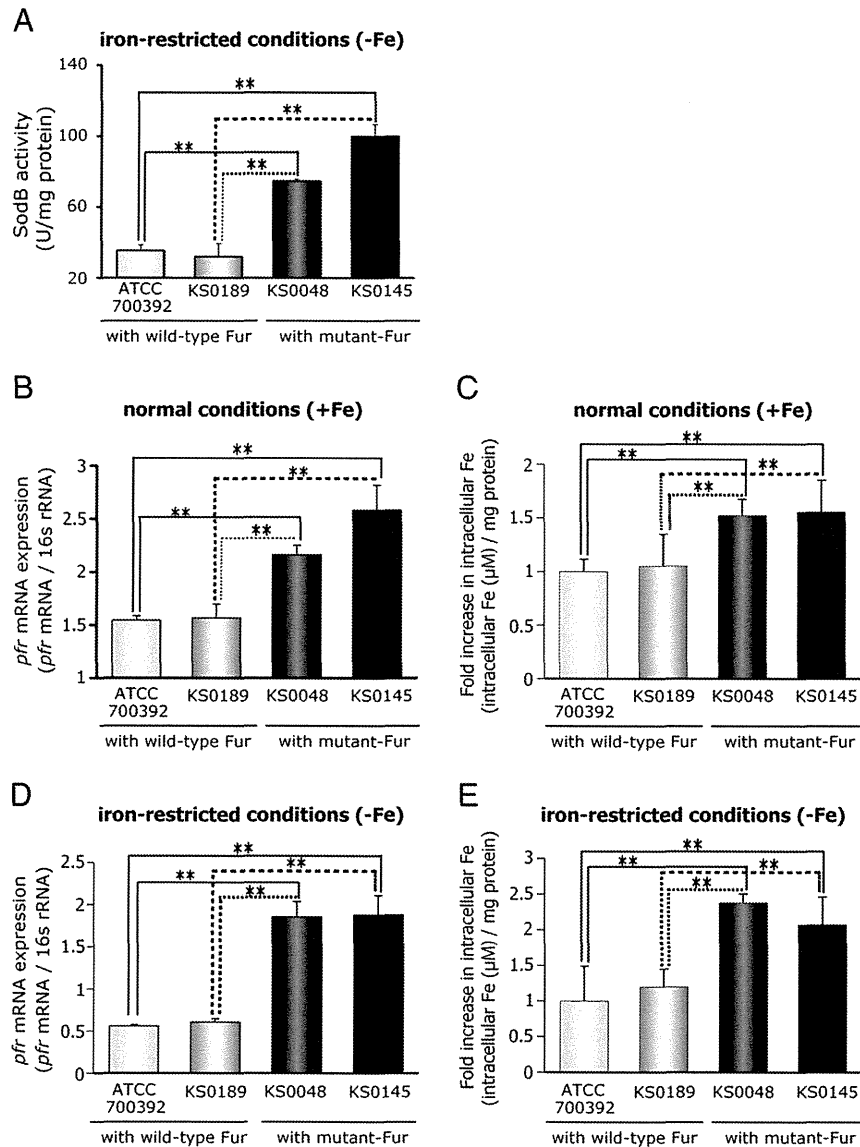 A
iron-restricted conditions (-Fe)
SodB activity
(U/mg protein)
140
100
60
20
**
**
**
**
ATCC
700392
KS0189
KS0048
KS0145
with wild-type Fur
with mutant-Fur
B
normal conditions (+Fe)
pfr mRNA expression
(pfr mRNA / 16s rRNA)
3
2.5
2
1.5
1
**
**
**
**
ATCC
700392
KS0189
KS0048
KS0145
with wild-type Fur
with mutant-Fur
C
normal conditions (+Fe)
Fold increase in intracellular Fe
(intracellular Fe (μM) / mg protein)
2
1.5
1
0.5
0
**
**
**
**
ATCC
700392
KS0189
KS0048
KS0145
with wild-type Fur
with mutant-Fur
D
iron-restricted conditions (-Fe)
pfr mRNA expression
(pfr mRNA / 16s rRNA)
2.5
2
1.5
1
0.5
0
**
**
**
**
ATCC
700392
KS0189
KS0048
KS0145
with wild-type Fur
with mutant-Fur
E
iron-restricted conditions (-Fe)
Fold increase in intracellular Fe
(intracellular Fe (μM) / mg protein)
3
2.5
2
1.5
1
0.5
0
**
**
**
**
ATCC
700392
KS0189
KS0048
KS0145
with wild-type Fur
with mutant-Fur